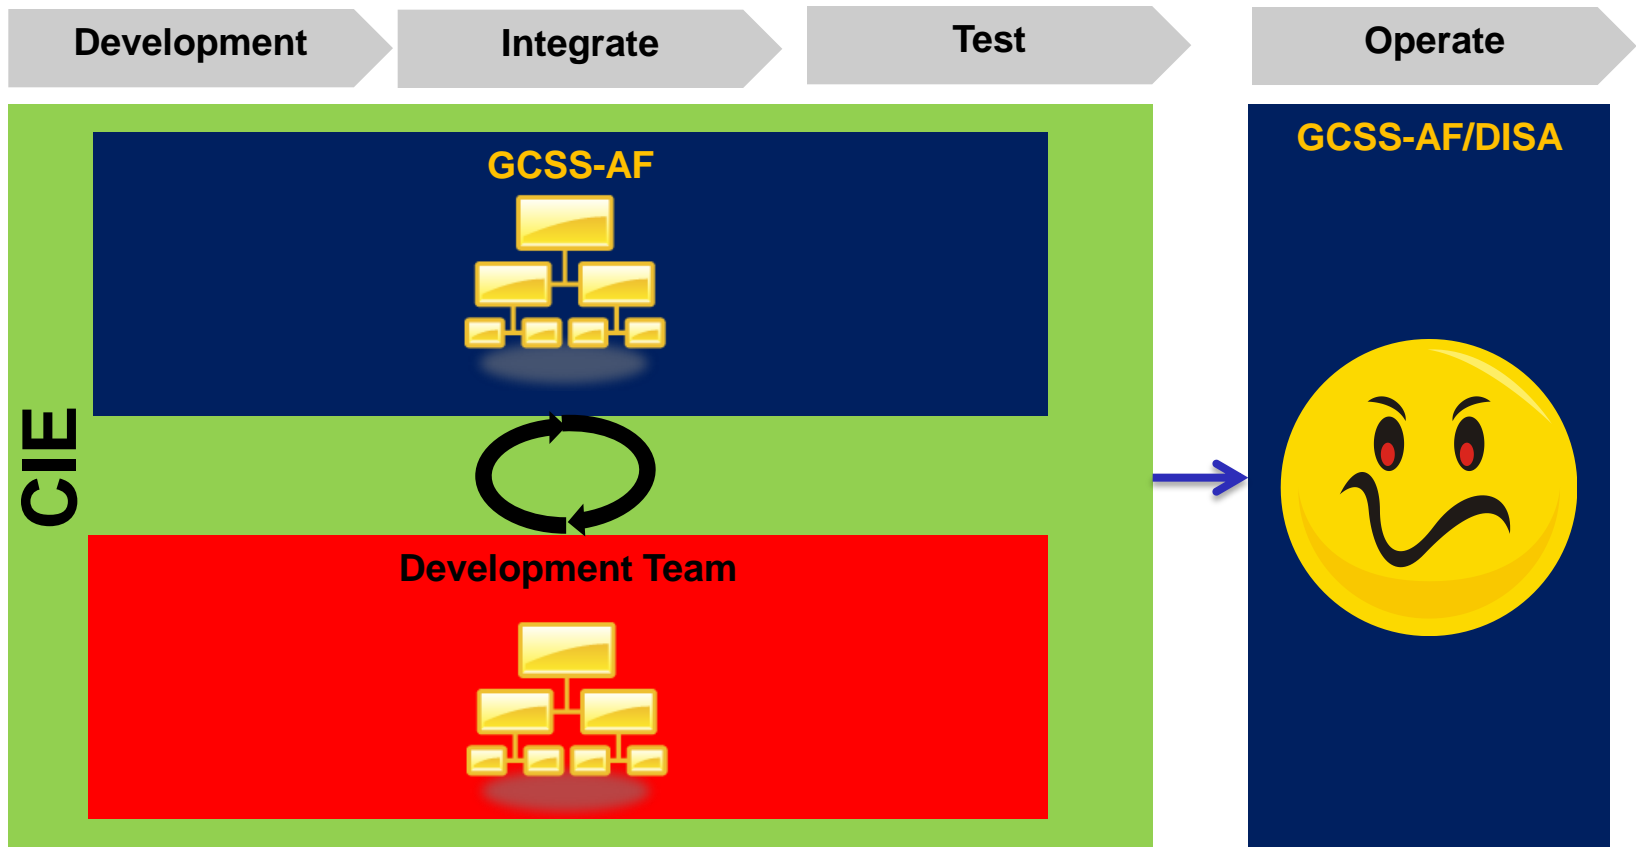 Development
Integrate
Test
Operate
CIE
GCSS-AF
Development Team
GCSS-AF/DISA